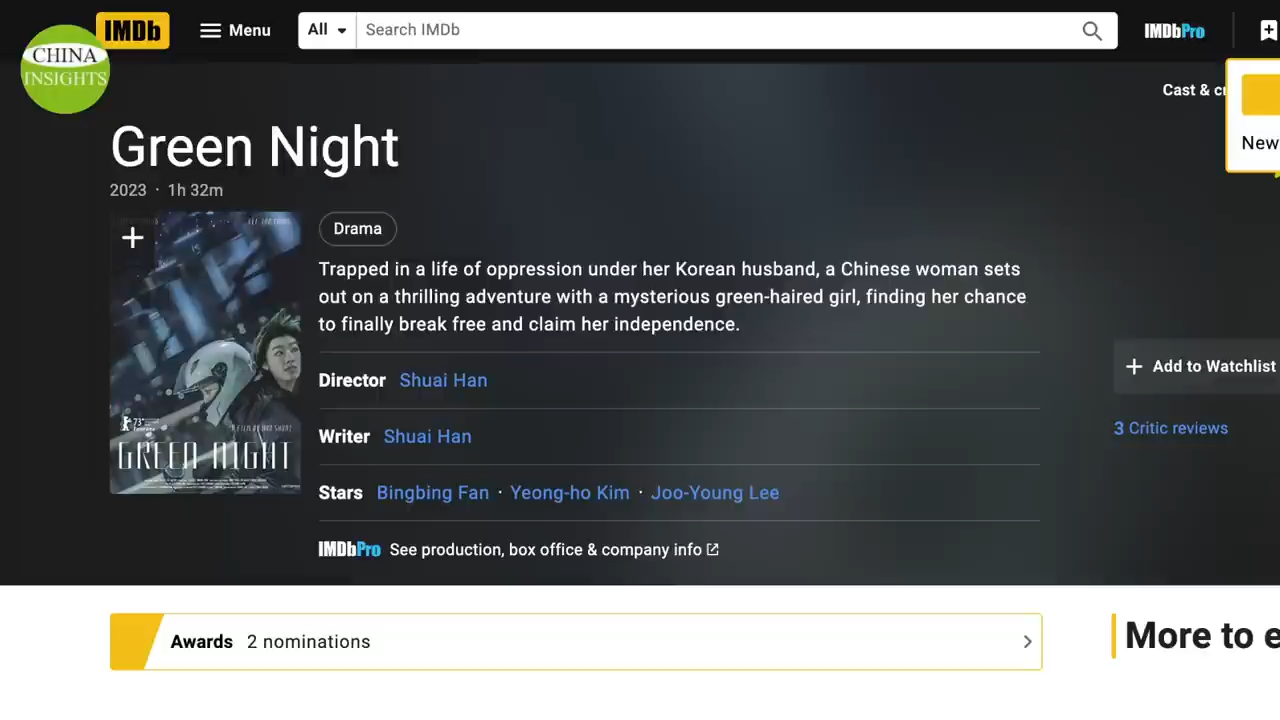 IMDb
Menu
All
Search IMDb
IMDbPro
CHINA
INSIGHTS
Cast &
New
Green Night
2023 · 1h 32m
Drama
Trapped in a life of oppression under her Korean husband, a Chinese woman sets
out on a thrilling adventure with a mysterious green-haired girl, finding her chance
to finally break free and claim her independence.
Director Shuai Han
Writer Shuai Han
Stars Bingbing Fan · Yeong-ho Kim · Joo-Young Lee
IMDbPro See production, box office & company info
73
GREEN NIGHT
+ Add to Watchlist
3 Critic reviews
Awards 2 nominations
More to